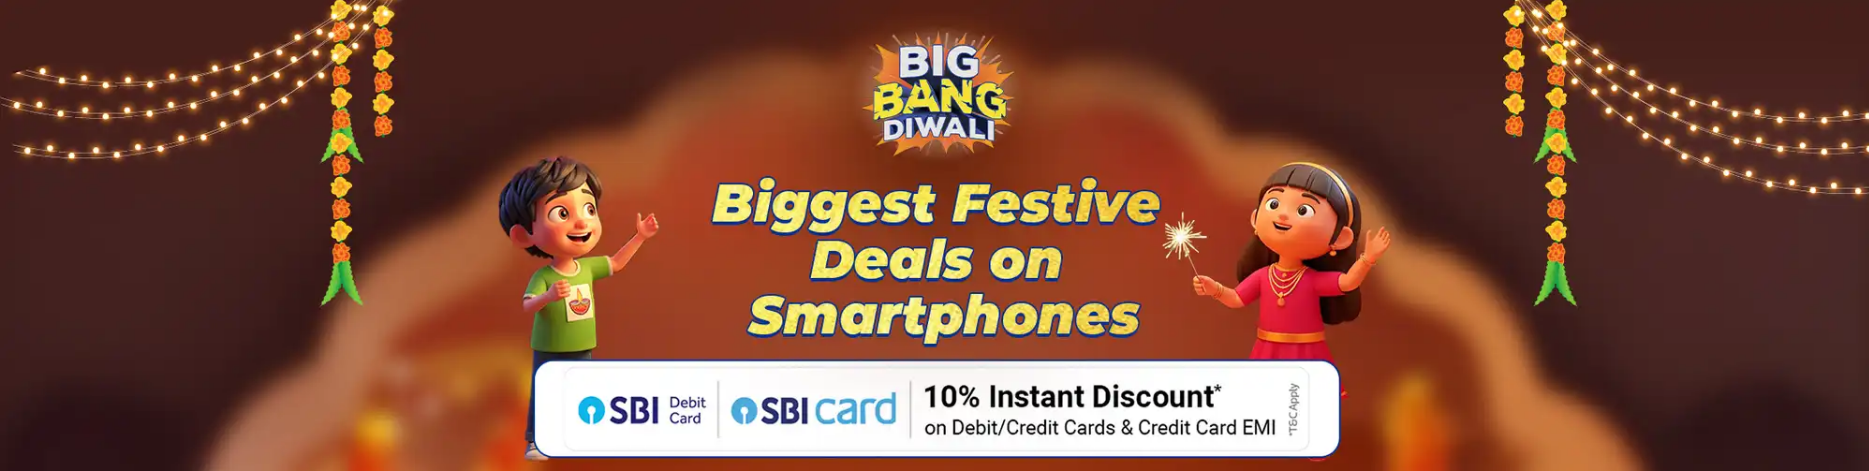 BIG
BANG
DIWALI
Biggest Festive
Deals on
Smartphones
SBI Debit
Card
SBI card
10% Instant Discount*
on Debit/Credit Cards & Credit Card EMI
*T&C Apply